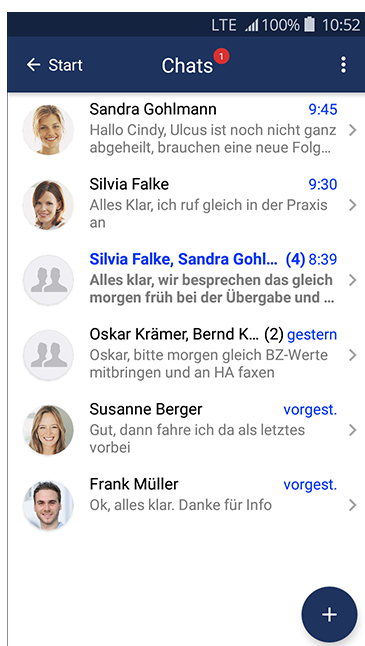 LTE 100% 10:52
Start Chats 1
Sandra Gohlmann 9:45
Hallo Cindy, Ulcus ist noch nicht ganz
abgeheilt, brauchen eine neue Folg...
Silvia Falke 9:30
Alles Klar, ich ruf gleich in der Praxis
an
Silvia Falke, Sandra Gohl... (4) 8:39
Alles klar, wir besprechen das gleich
morgen früh bei der Übergabe und ...
Oskar Krämer, Bernd K... (2) gestern
Oskar, bitte morgen gleich BZ-Werte
mitbringen und an HA faxen
Susanne Berger vorgest.
Gut, dann fahre ich da als letztes
vorbei
Frank Müller vorgest.
Ok, alles klar. Danke für Info
+